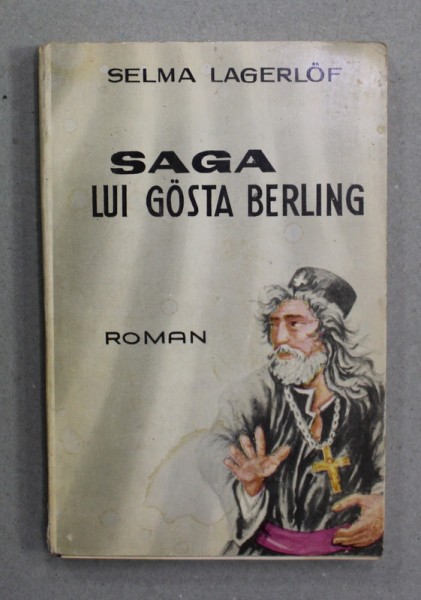 SELMA LAGERLÖF
SAGA
LUI GÖSTA BERLING
ROMAN